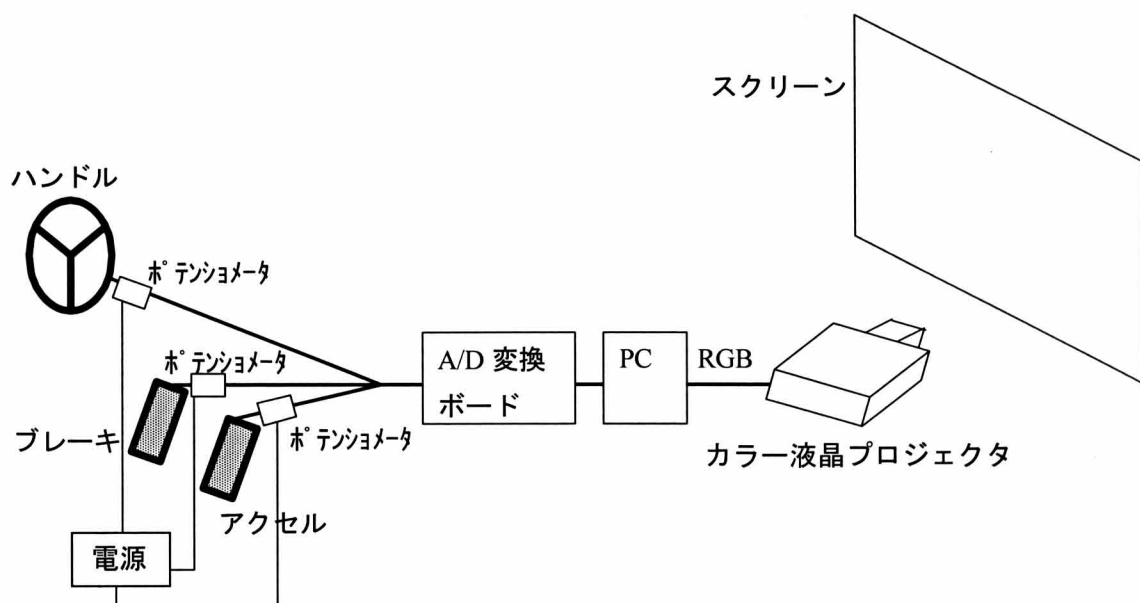 スクリーン
ハンドル
ポテンショメータ
ポテンショメータ
A/D 変換
ボード
PC
RGB
ブレーキ
ポテンショメータ
カラー液晶プロジェクタ
アクセル
電源